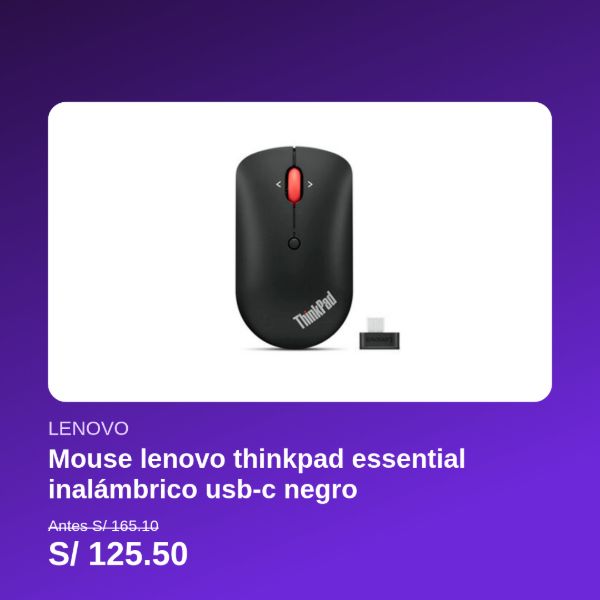 ThinkPad
LENOVO
Mouse lenovo thinkpad essential
inalámbrico usb-c negro
Antes S/ 165.10
S/ 125.50